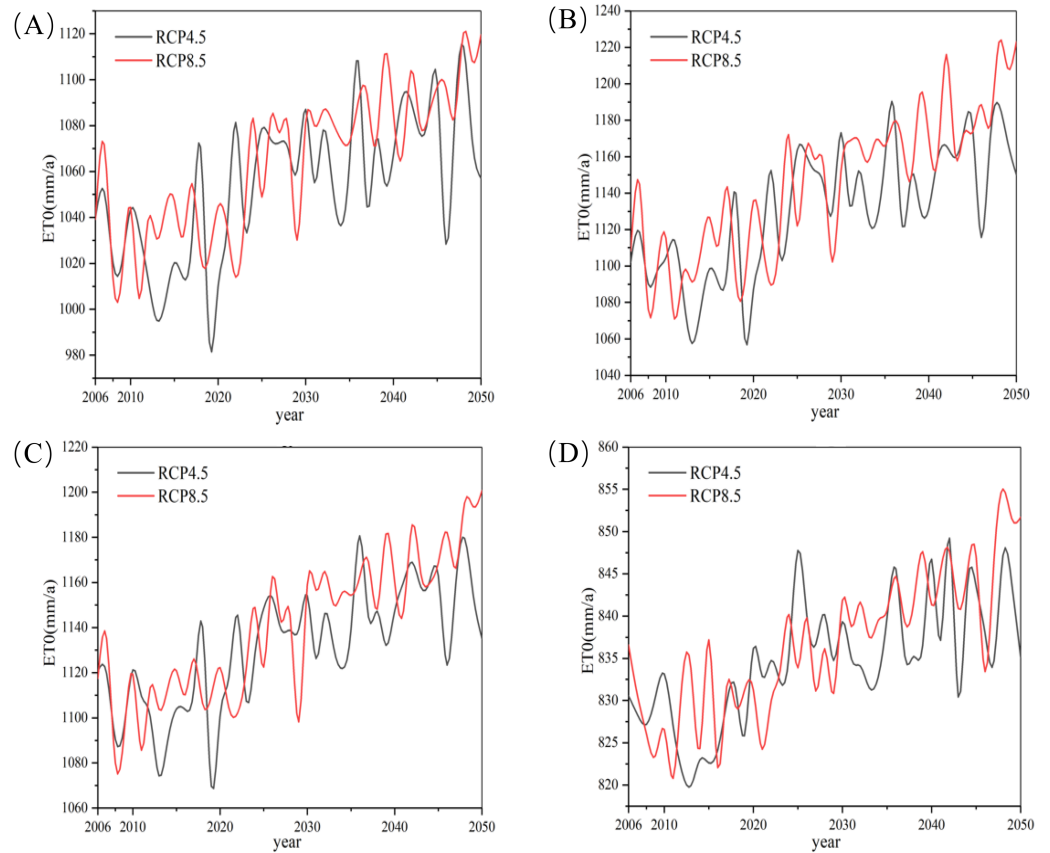 (A)
1120
1100
1080
1060
1040
1020
1000
980
ET0(mm/a)
RCP4.5
RCP8.5
2006 2010 2020 2030 2040 2050
year
(B)
1240
1220
1200
1180
1160
1140
1120
1100
1080
1060
1040
ET0(mm/a)
RCP4.5
RCP8.5
2006 2010 2020 2030 2040 2050
year
(C)
1220
1200
1180
1160
1140
1120
1100
1080
1060
ET0(mm/a)
RCP4.5
RCP8.5
2006 2010 2020 2030 2040 2050
year
(D)
860
855
850
845
840
835
830
825
820
ET0(mm/a)
RCP4.5
RCP8.5
2006 2010 2020 2030 2040 2050
year